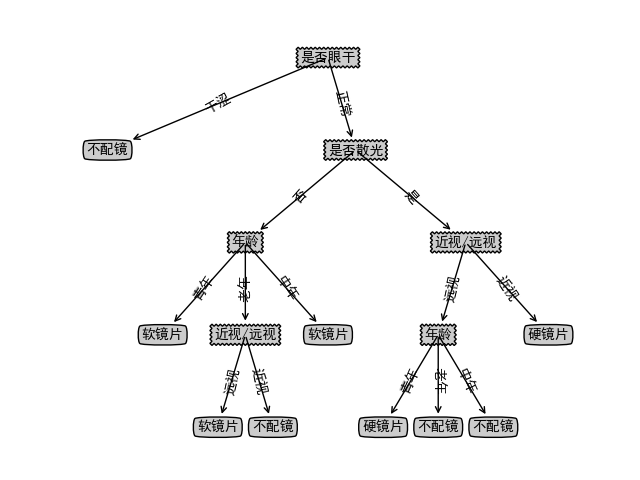 是否眼干
干涩
正常
不配镜
是否散光
否
是
年龄
近视/远视
青年
老年
中年
远视
近视
软镜片
近视/远视
软镜片
年龄
硬镜片
远视
近视
青年
老年
中年
软镜片
不配镜
硬镜片
不配镜
不配镜